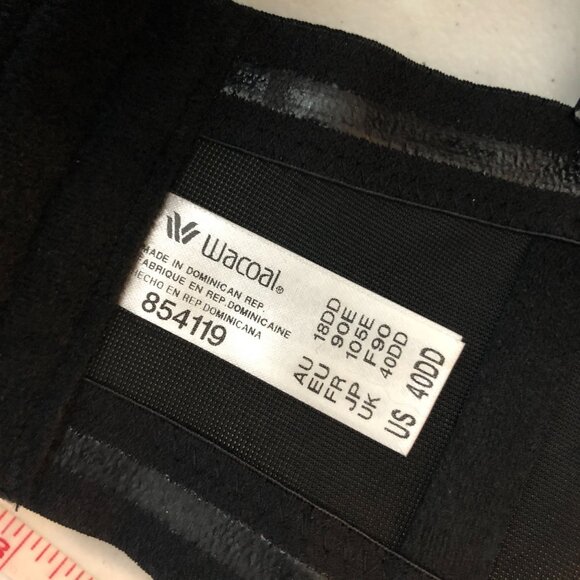 Wacoal®
MADE IN DOMINICAN REP.
FABRIQUE EN REP. DOMINICAINE
HECHO EN REP. DOMINICANA
854119
AU 18DD
EU 90E
FR 105E
JP F90
UK 40DD
US 40DD